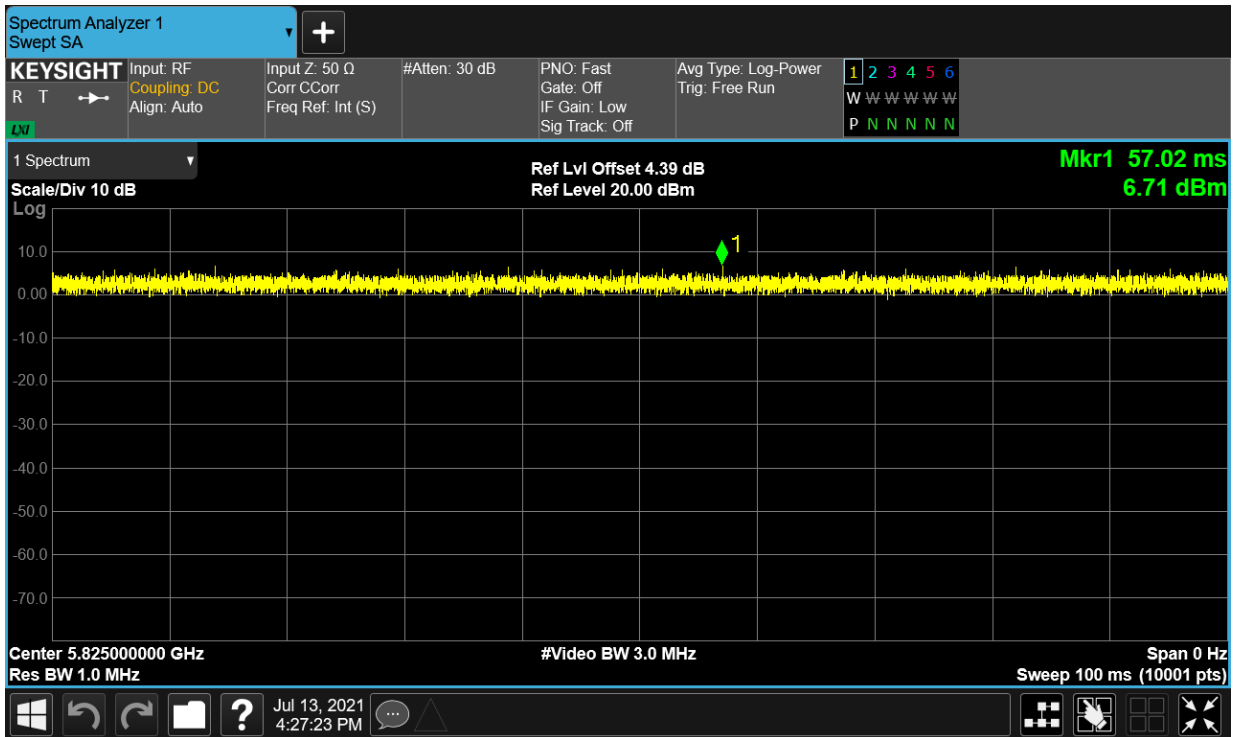 Spectrum Analyzer 1
Swept SA
KEYSIGHT
R T
LXI
Input: RF
Coupling: DC
Align: Auto
Input Z: 50 Ω
Corr CCorr
Freq Ref: Int (S)
#Atten: 30 dB
PNO: Fast
Gate: Off
IF Gain: Low
Sig Track: Off
Avg Type: Log-Power
Trig: Free Run
1 2 3 4 5 6
W W W W W W
P N N N N N
1 Spectrum
Scale/Div 10 dB
Log
Ref Lvl Offset 4.39 dB
Ref Level 20.00 dBm
Mkr1 57.02 ms
6.71 dBm
1
10.0
0.00
-10.0
-20.0
-30.0
-40.0
-50.0
-60.0
-70.0
Center 5.825000000 GHz
Res BW 1.0 MHz
#Video BW 3.0 MHz
Span 0 Hz
Sweep 100 ms (10001 pts)
?
Jul 13, 2021
4:27:23 PM